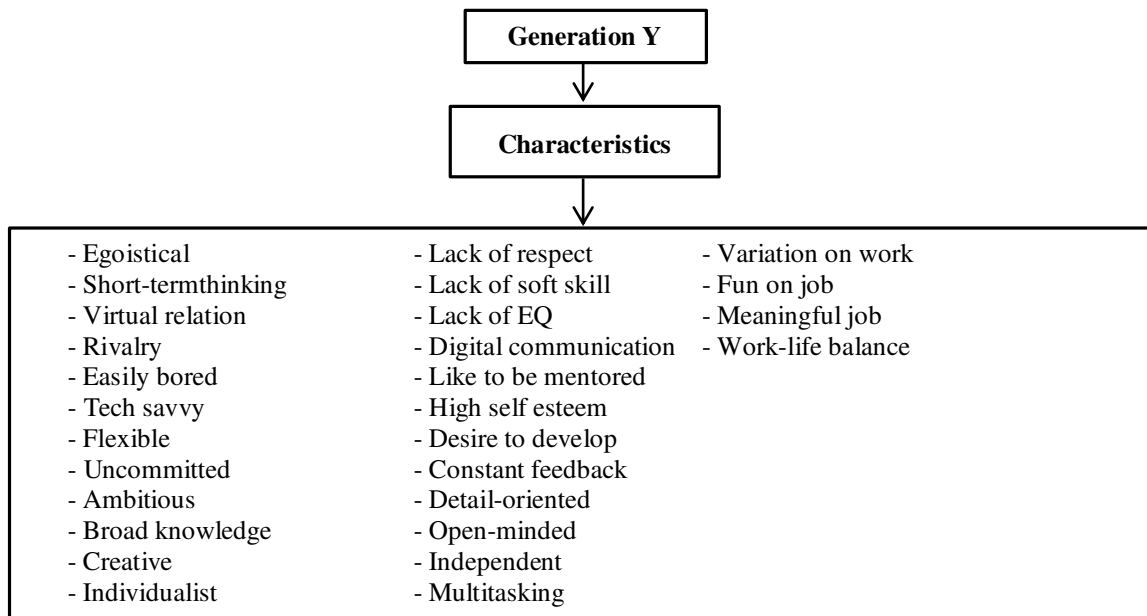 Generation Y
Characteristics
- Egoistical
- Short-termthinking
- Virtual relation
- Rivalry
- Easily bored
- Tech savvy
- Flexible
- Uncommitted
- Ambitious
- Broad knowledge
- Creative
- Individualist
- Lack of respect
- Lack of soft skill
- Lack of EQ
- Digital communication
- Like to be mentored
- High self esteem
- Desire to develop
- Constant feedback
- Detail-oriented
- Open-minded
- Independent
- Multitasking
- Variation on work
- Fun on job
- Meaningful job
- Work-life balance